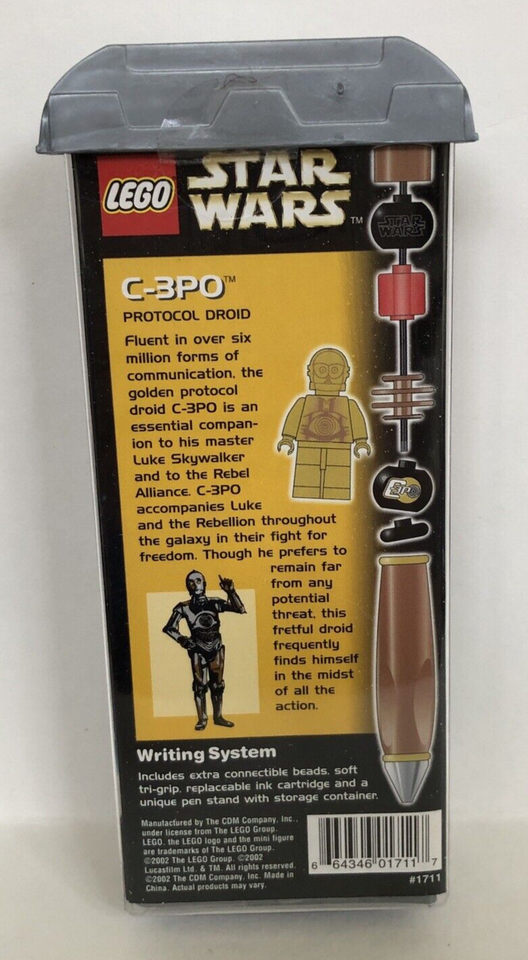 LEGO
STAR
WARS™
STAR
WARS
C-3PO™
PROTOCOL DROID
Fluent in over six
million forms of
communication, the
golden protocol
droid C-3PO is an
essential compan-
ion to his master
Luke Skywalker
and to the Rebel
Alliance. C-3PO
accompanies Luke
and the Rebellion throughout
the galaxy in their fight for
freedom. Though he prefers to
remain far
from any
potential
threat, this
fretful droid
frequently
finds himself
in the midst
of all the
action.
Writing System
Includes extra connectible beads, soft
tri-grip, replaceable ink cartridge and a
unique pen stand with storage container.
Manufactured by The CDM Company, Inc.,
under license from The LEGO Group.
LEGO, the LEGO logo and the mini figure
are trademarks of The LEGO Group.
©2002 The LEGO Group. ©2002
Lucasfilm Ltd. & TM. All rights reserved.
©2002 The CDM Company, Inc. Made in
China. Actual products may vary.
6 64346 01711 7
#1711